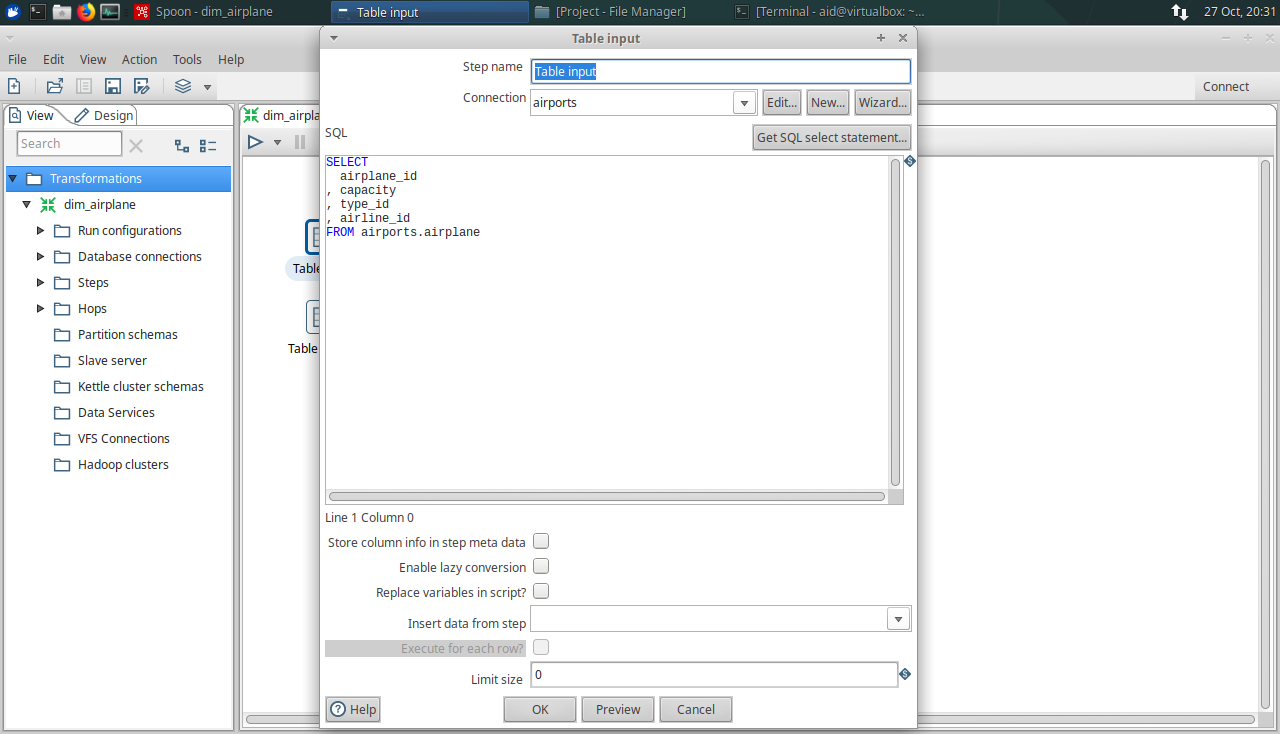 Spoon - dim_airplane
Table input
[Project - File Manager]
[Terminal - aid@virtualbox: ~...
27 Oct, 20:31
Table input
File Edit View Action Tools Help
Connect
View
Design
Search
Transformations
dim_airplane
Run configurations
Database connections
Steps
Hops
Partition schemas
Slave server
Kettle cluster schemas
Data Services
VFS Connections
Hadoop clusters
dim_airpla
Table
Table
Step name
Table input
Connection
airports
Edit...
New...
Wizard...
SQL
Get SQL select statement...
SELECT
airplane_id
, capacity
, type_id
, airline_id
FROM airports.airplane
Line 1 Column 0
Store column info in step meta data
Enable lazy conversion
Replace variables in script?
Insert data from step
Execute for each row?
Limit size
0
Help
OK
Preview
Cancel